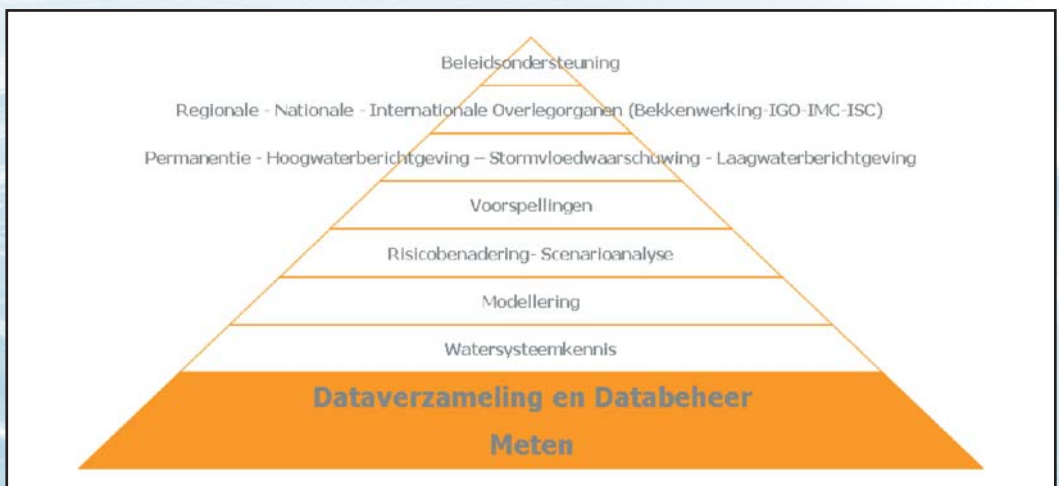 Beleidsondersteuning
Regionale - Nationale - Internationale Overlegorganen (Bekkenwerking-IGO-IMC-ISC)
Permanentie - Hoogwaterberichtgeving – Stormvloedwaarschuwing - Laagwaterberichtgeving
Voorspellingen
Risicobenadering- Scenarioanalyse
Modellering
Watersysteemkennis
Dataverzameling en Databeheer
Meten